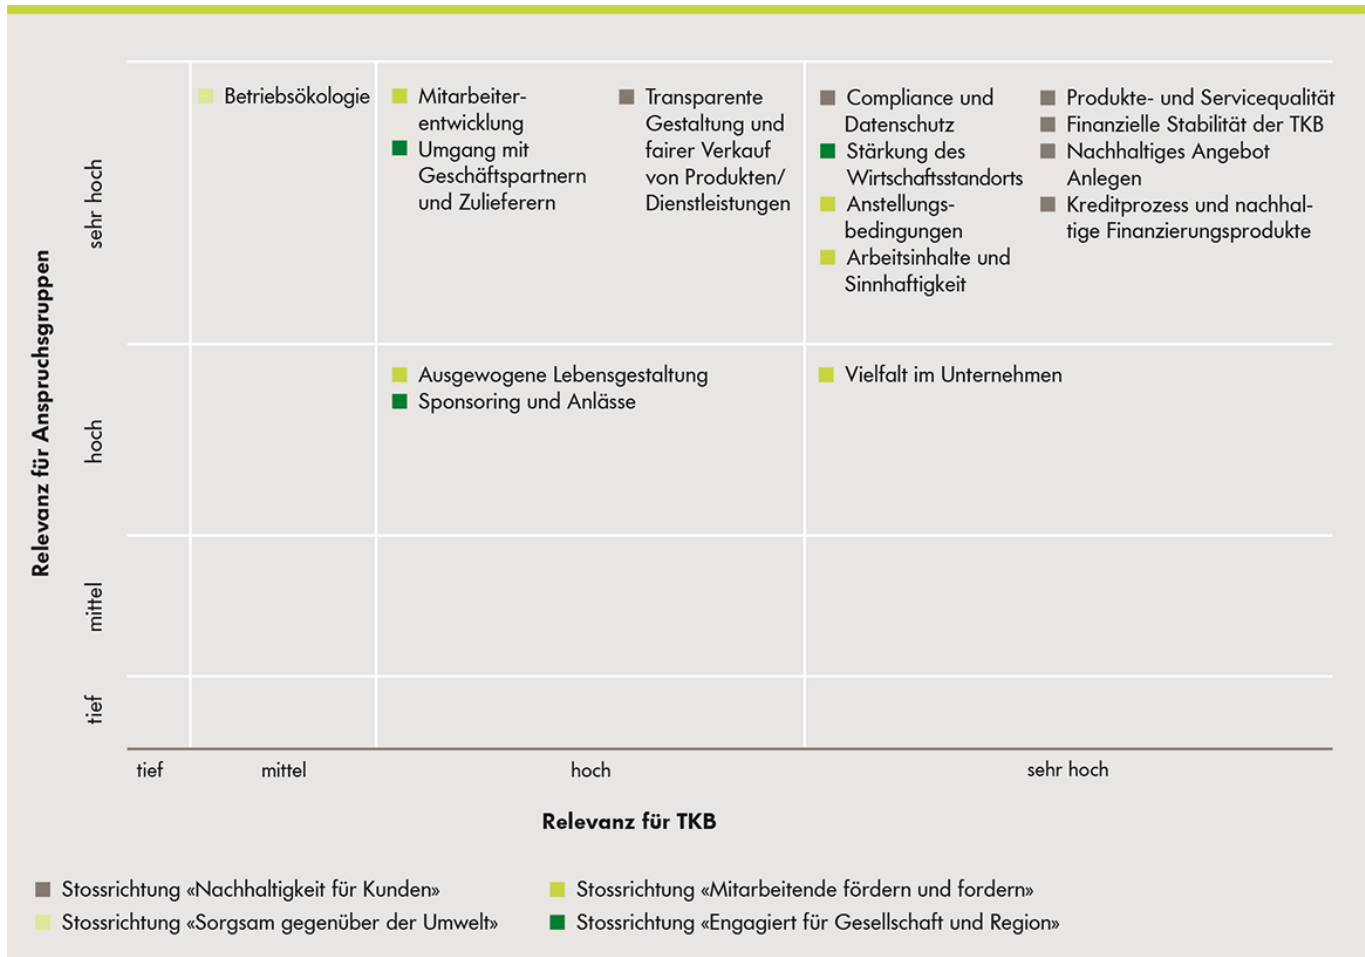 Relevanz für Anspruchsgruppen
sehr hoch
hoch
mittel
tief
Betriebsökologie
Mitarbeiter-
entwicklung
Umgang mit
Geschäftspartnern
und Zulieferern
Transparente
Gestaltung und
fairer Verkauf
von Produkten/
Dienstleistungen
Compliance und
Datenschutz
Stärkung des
Wirtschaftsstandorts
Anstellungs-
bedingungen
Arbeitsinhalte und
Sinnhaftigkeit
Produkte- und Servicequalität
Finanzielle Stabilität der TKB
Nachhaltiges Angebot
Anlegen
Kreditprozess und nachhal-
tige Finanzierungsprodukte
Ausgewogene Lebensgestaltung
Sponsoring und Anlässe
Vielfalt im Unternehmen
tief
mittel
hoch
sehr hoch
Relevanz für TKB
Stossrichtung «Nachhaltigkeit für Kunden»
Stossrichtung «Sorgsam gegenüber der Umwelt»
Stossrichtung «Mitarbeitende fördern und fordern»
Stossrichtung «Engagiert für Gesellschaft und Region»